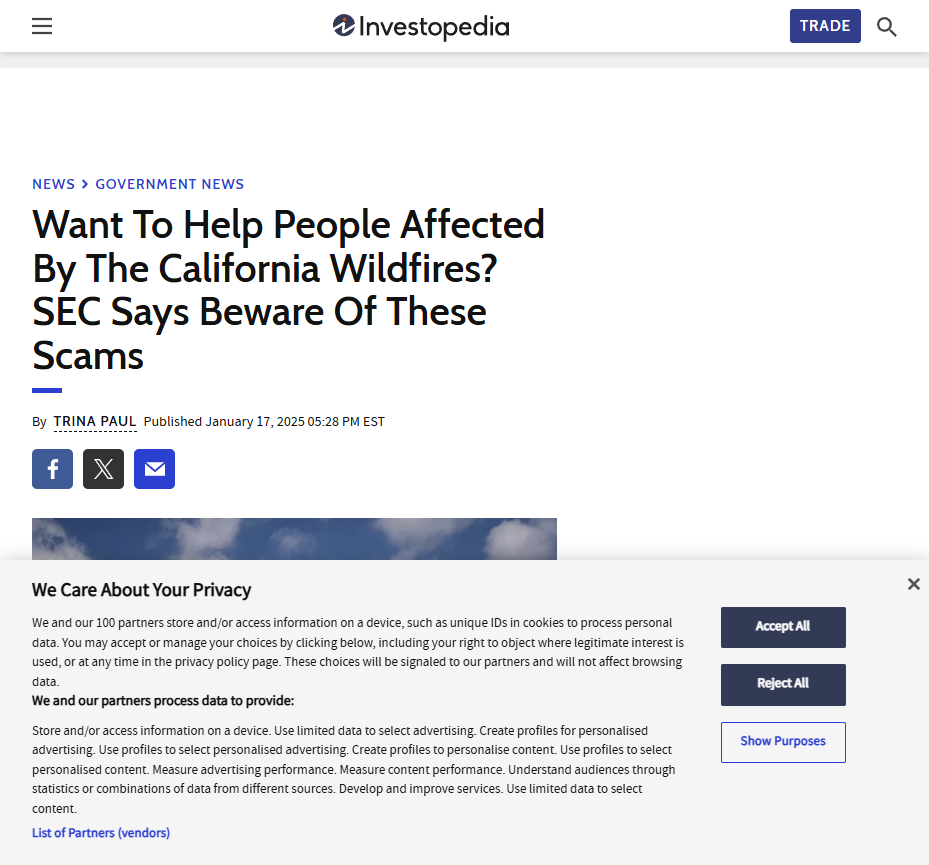 Investopedia
TRADE
NEWS > GOVERNMENT NEWS
Want To Help People Affected
By The California Wildfires?
SEC Says Beware Of These
Scams
By TRINA PAUL Published January 17, 2025 05:28 PM EST
We Care About Your Privacy
We and our 100 partners store and/or access information on a device, such as unique IDs in cookies to process personal
data. You may accept or manage your choices by clicking below, including your right to object where legitimate interest is
used, or at any time in the privacy policy page. These choices will be signaled to our partners and will not affect browsing
data.
We and our partners process data to provide:
Store and/or access information on a device. Use limited data to select advertising. Create profiles for personalised
advertising. Use profiles to select personalised advertising. Create profiles to personalise content. Use profiles to select
personalised content. Measure advertising performance. Measure content performance. Understand audiences through
statistics or combinations of data from different sources. Develop and improve services. Use limited data to select
content.
List of Partners (vendors)
Accept All
Reject All
Show Purposes